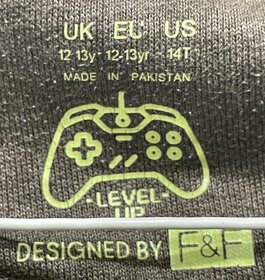 UK EU US
12-13y 12-13yr 14T
MADE IN PAKISTAN
-LEVEL-
UP
DESIGNED BY F&F